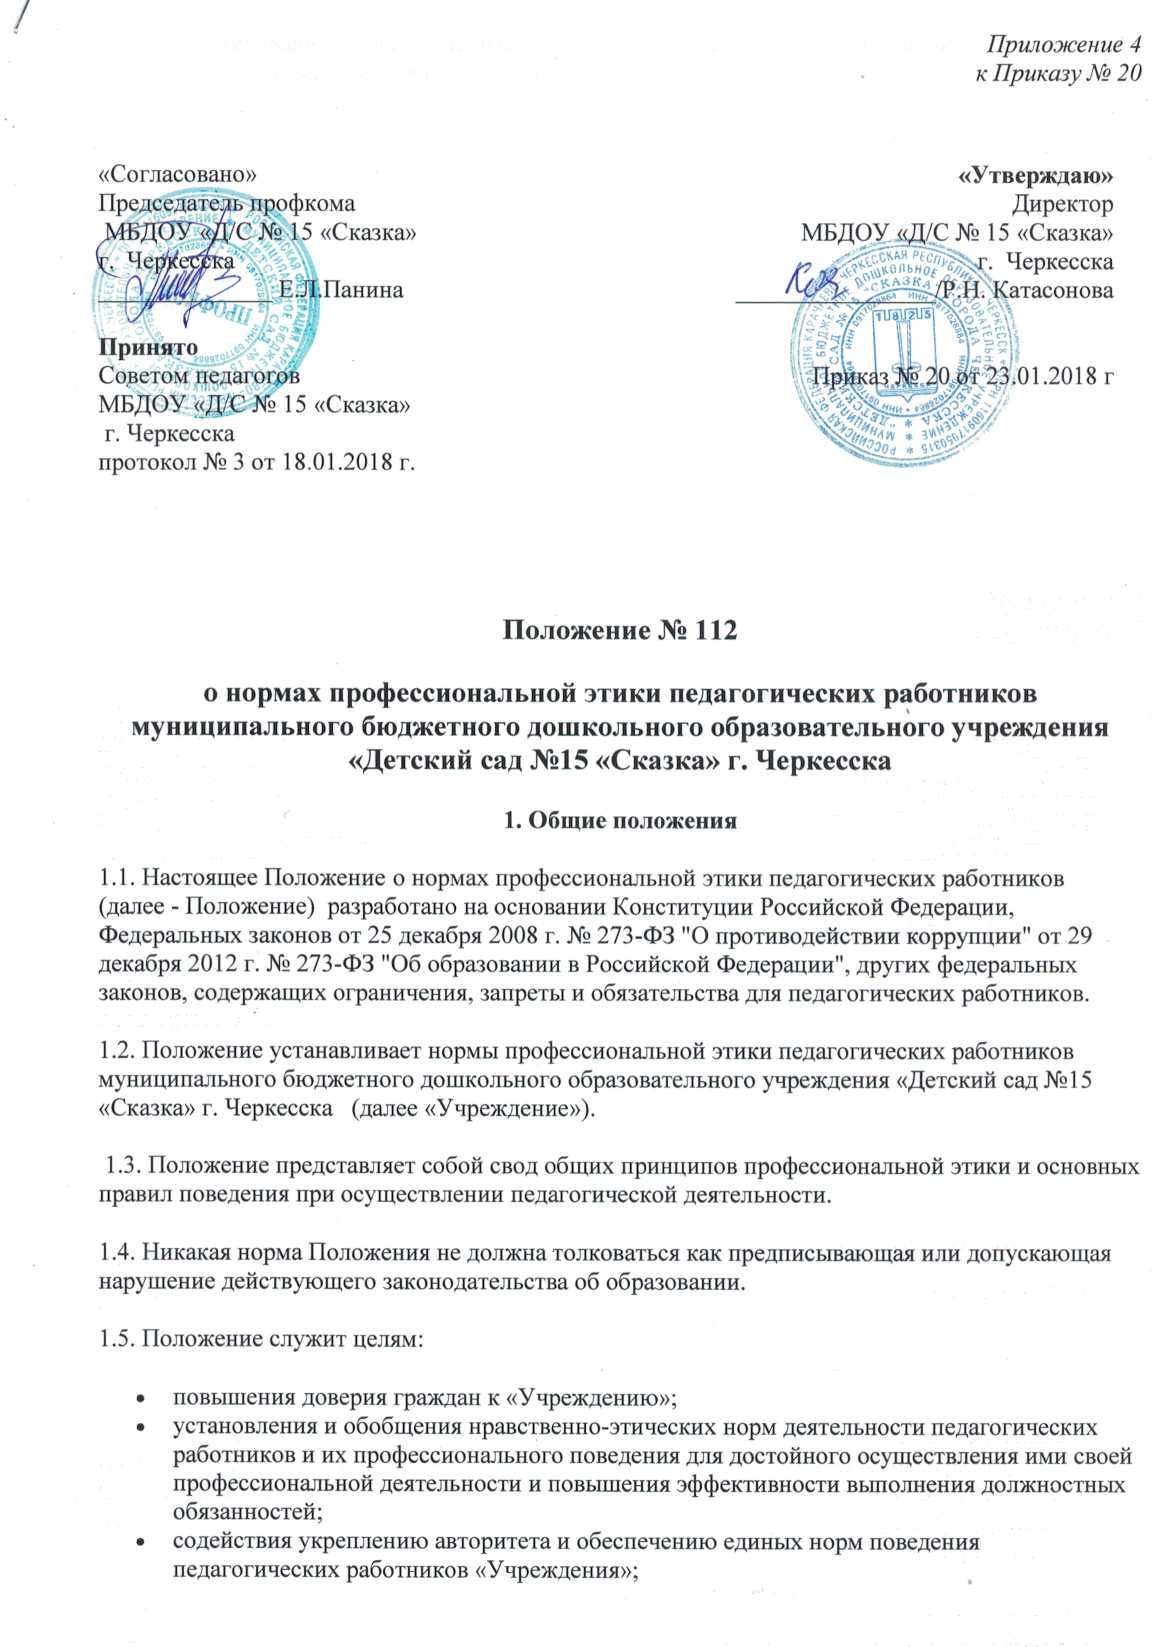 Приложение 4
к Приказу № 20
«Согласовано»
Председатель профкома
МБДОУ «Д/С № 15 «Сказка»
г. Черкесска
Е.Л.Панина
Принято
Советом педагогов
МБДОУ «Д/С № 15 «Сказка»
г. Черкесска
протокол № 3 от 18.01.2018 г.
«Утверждаю»
Директор
МБДОУ «Д/С № 15 «Сказка»
г. Черкесска
/Р.Н. Катасонова
Приказ № 20 от 23.01.2018 г
Положение № 112
о нормах профессиональной этики педагогических работников
муниципального бюджетного дошкольного образовательного учреждения
«Детский сад №15 «Сказка» г. Черкесска
1. Общие положения
1.1. Настоящее Положение о нормах профессиональной этики педагогических работников
(далее - Положение) разработано на основании Конституции Российской Федерации,
Федеральных законов от 25 декабря 2008 г. № 273-ФЗ "О противодействии коррупции" от 29
декабря 2012 г. № 273-ФЗ "Об образовании в Российской Федерации", других федеральных
законов, содержащих ограничения, запреты и обязательства для педагогических работников.
1.2. Положение устанавливает нормы профессиональной этики педагогических работников
муниципального бюджетного дошкольного образовательного учреждения «Детский сад №15
«Сказка» г. Черкесска (далее «Учреждение»).
1.3. Положение представляет собой свод общих принципов профессиональной этики и основных
правил поведения при осуществлении педагогической деятельности.
1.4. Никакая норма Положения не должна толковаться как предписывающая или допускающая
нарушение действующего законодательства об образовании.
1.5. Положение служит целям:
• повышения доверия граждан к «Учреждению»;
• установления и обобщения нравственно-этических норм деятельности педагогических
работников и их профессионального поведения для достойного осуществления ими своей
профессиональной деятельности и повышения эффективности выполнения должностных
обязанностей;
• содействия укреплению авторитета и обеспечению единых норм поведения
педагогических работников «Учреждения»;